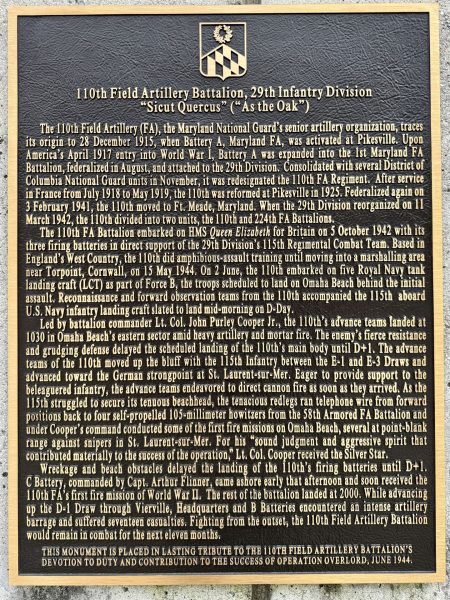 110th Field Artillery Battalion, 29th Infantry Division
"Sicut Quercus" ("As the Oak")
The 110th Field Artillery (FA), the Maryland National Guard's senior artillery organization, traces
its origin to 28 December 1915, when Battery A, Maryland FA, was activated at Pikesville. Upon
America's April 1917 entry into World War I, Battery A was expanded into the 1st Maryland FA
Battalion, federalized in August, and attached to the 29th Division. Consolidated with several District of
Columbia National Guard units in November, it was redesignated the 110th FA Regiment. After service
in France from July 1918 to May 1919, the 110th was reformed at Pikesville in 1925. Federalized again on
3 February 1941, the 110th moved to Ft. Meade, Maryland. When the 29th Division reorganized on 11
March 1942, the 110th divided into two units, the 110th and 224th FA Battalions.
The 110th FA Battalion embarked on HMS Queen Elizabeth for Britain on 5 October 1942 with its
three firing batteries in direct support of the 29th Division's 115th Regimental Combat Team. Based in
England's West Country, the 110th did amphibious-assault training until moving into a marshalling area
near Torpoint, Cornwall, on 15 May 1944. On 2 June, the 110th embarked on five Royal Navy tank
landing craft (LCT) as part of Force B, the troops scheduled to land on Omaha Beach behind the initial
assault. Reconnaissance and forward observation teams from the 110th accompanied the 115th aboard
U.S. Navy infantry landing craft slated to land mid-morning on D-Day.
Led by battalion commander Lt. Col. John Purley Cooper Jr., the 110th's advance teams landed at
1030 in Omaha Beach's eastern sector amid heavy artillery and mortar fire. The enemy's fierce resistance
and grudging defense delayed the scheduled landing of the 110th's main body until D+1. The advance
teams of the 110th moved up the bluff with the 115th Infantry between the E-1 and E-3 Draws and
advanced toward the German strongpoint at St. Laurent-sur-Mer. Eager to provide support to the
beleaguered infantry, the advance teams endeavored to direct cannon fire as soon as they arrived. As the
115th struggled to secure its tenuous beachhead, the tenacious redlegs ran telephone wire from forward
positions back to four self-propelled 105-millimeter howitzers from the 58th Armored FA Battalion and
under Cooper's command conducted some of the first fire missions on Omaha Beach, several at point-blank
range against snipers in St. Laurent-sur-Mer. For his "sound judgment and aggressive spirit that
contributed materially to the success of the operation," Lt. Col. Cooper received the Silver Star.
Wreckage and beach obstacles delayed the landing of the 110th's firing batteries until D+1.
C Battery, commanded by Capt. Arthur Flinner, came ashore early that afternoon and soon received the
110th FA's first fire mission of World War II. The rest of the battalion landed at 2000. While advancing
up the D-1 Draw through Vierville, Headquarters and B Batteries encountered an intense artillery
barrage and suffered seventeen casualties. Fighting from the outset, the 110th Field Artillery Battalion
would remain in combat for the next eleven months.
THIS MONUMENT IS PLACED IN LASTING TRIBUTE TO THE 110TH FIELD ARTILLERY BATTALION'S
DEVOTION TO DUTY AND CONTRIBUTION TO THE SUCCESS OF OPERATION OVERLORD, JUNE 1944.